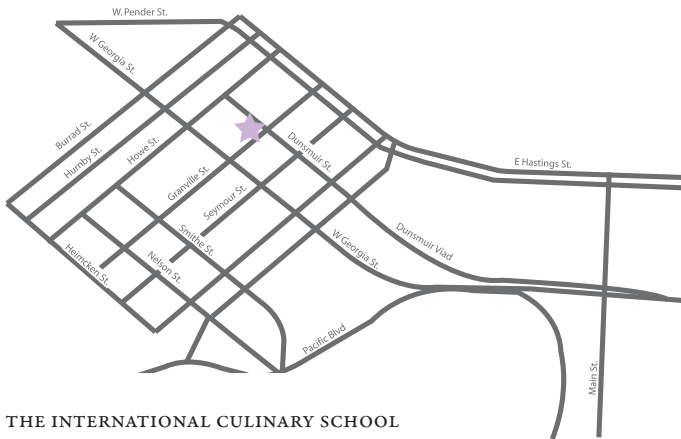 W. Pender St.
W Georgia St.
Burrad St.
Hurnby St.
Howe St.
Granville St.
Seymour St.
Dunsmuir St.
E Hastings St.
Smithe St.
Nelson St.
Helmcken St.
W Georgia St.
Dunsmuir Viad
Pacific Blvd
Main St.
THE INTERNATIONAL CULINARY SCHOOL